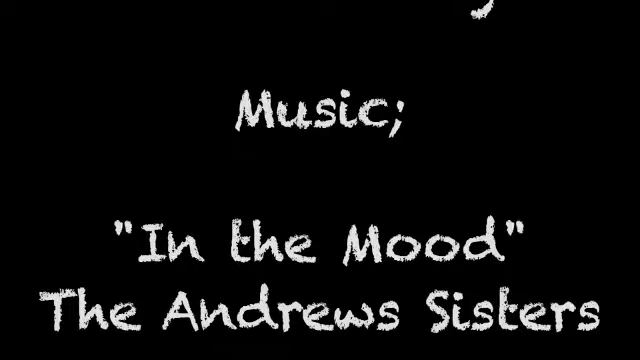 Music;
"In the Mood"
The Andrews Sisters